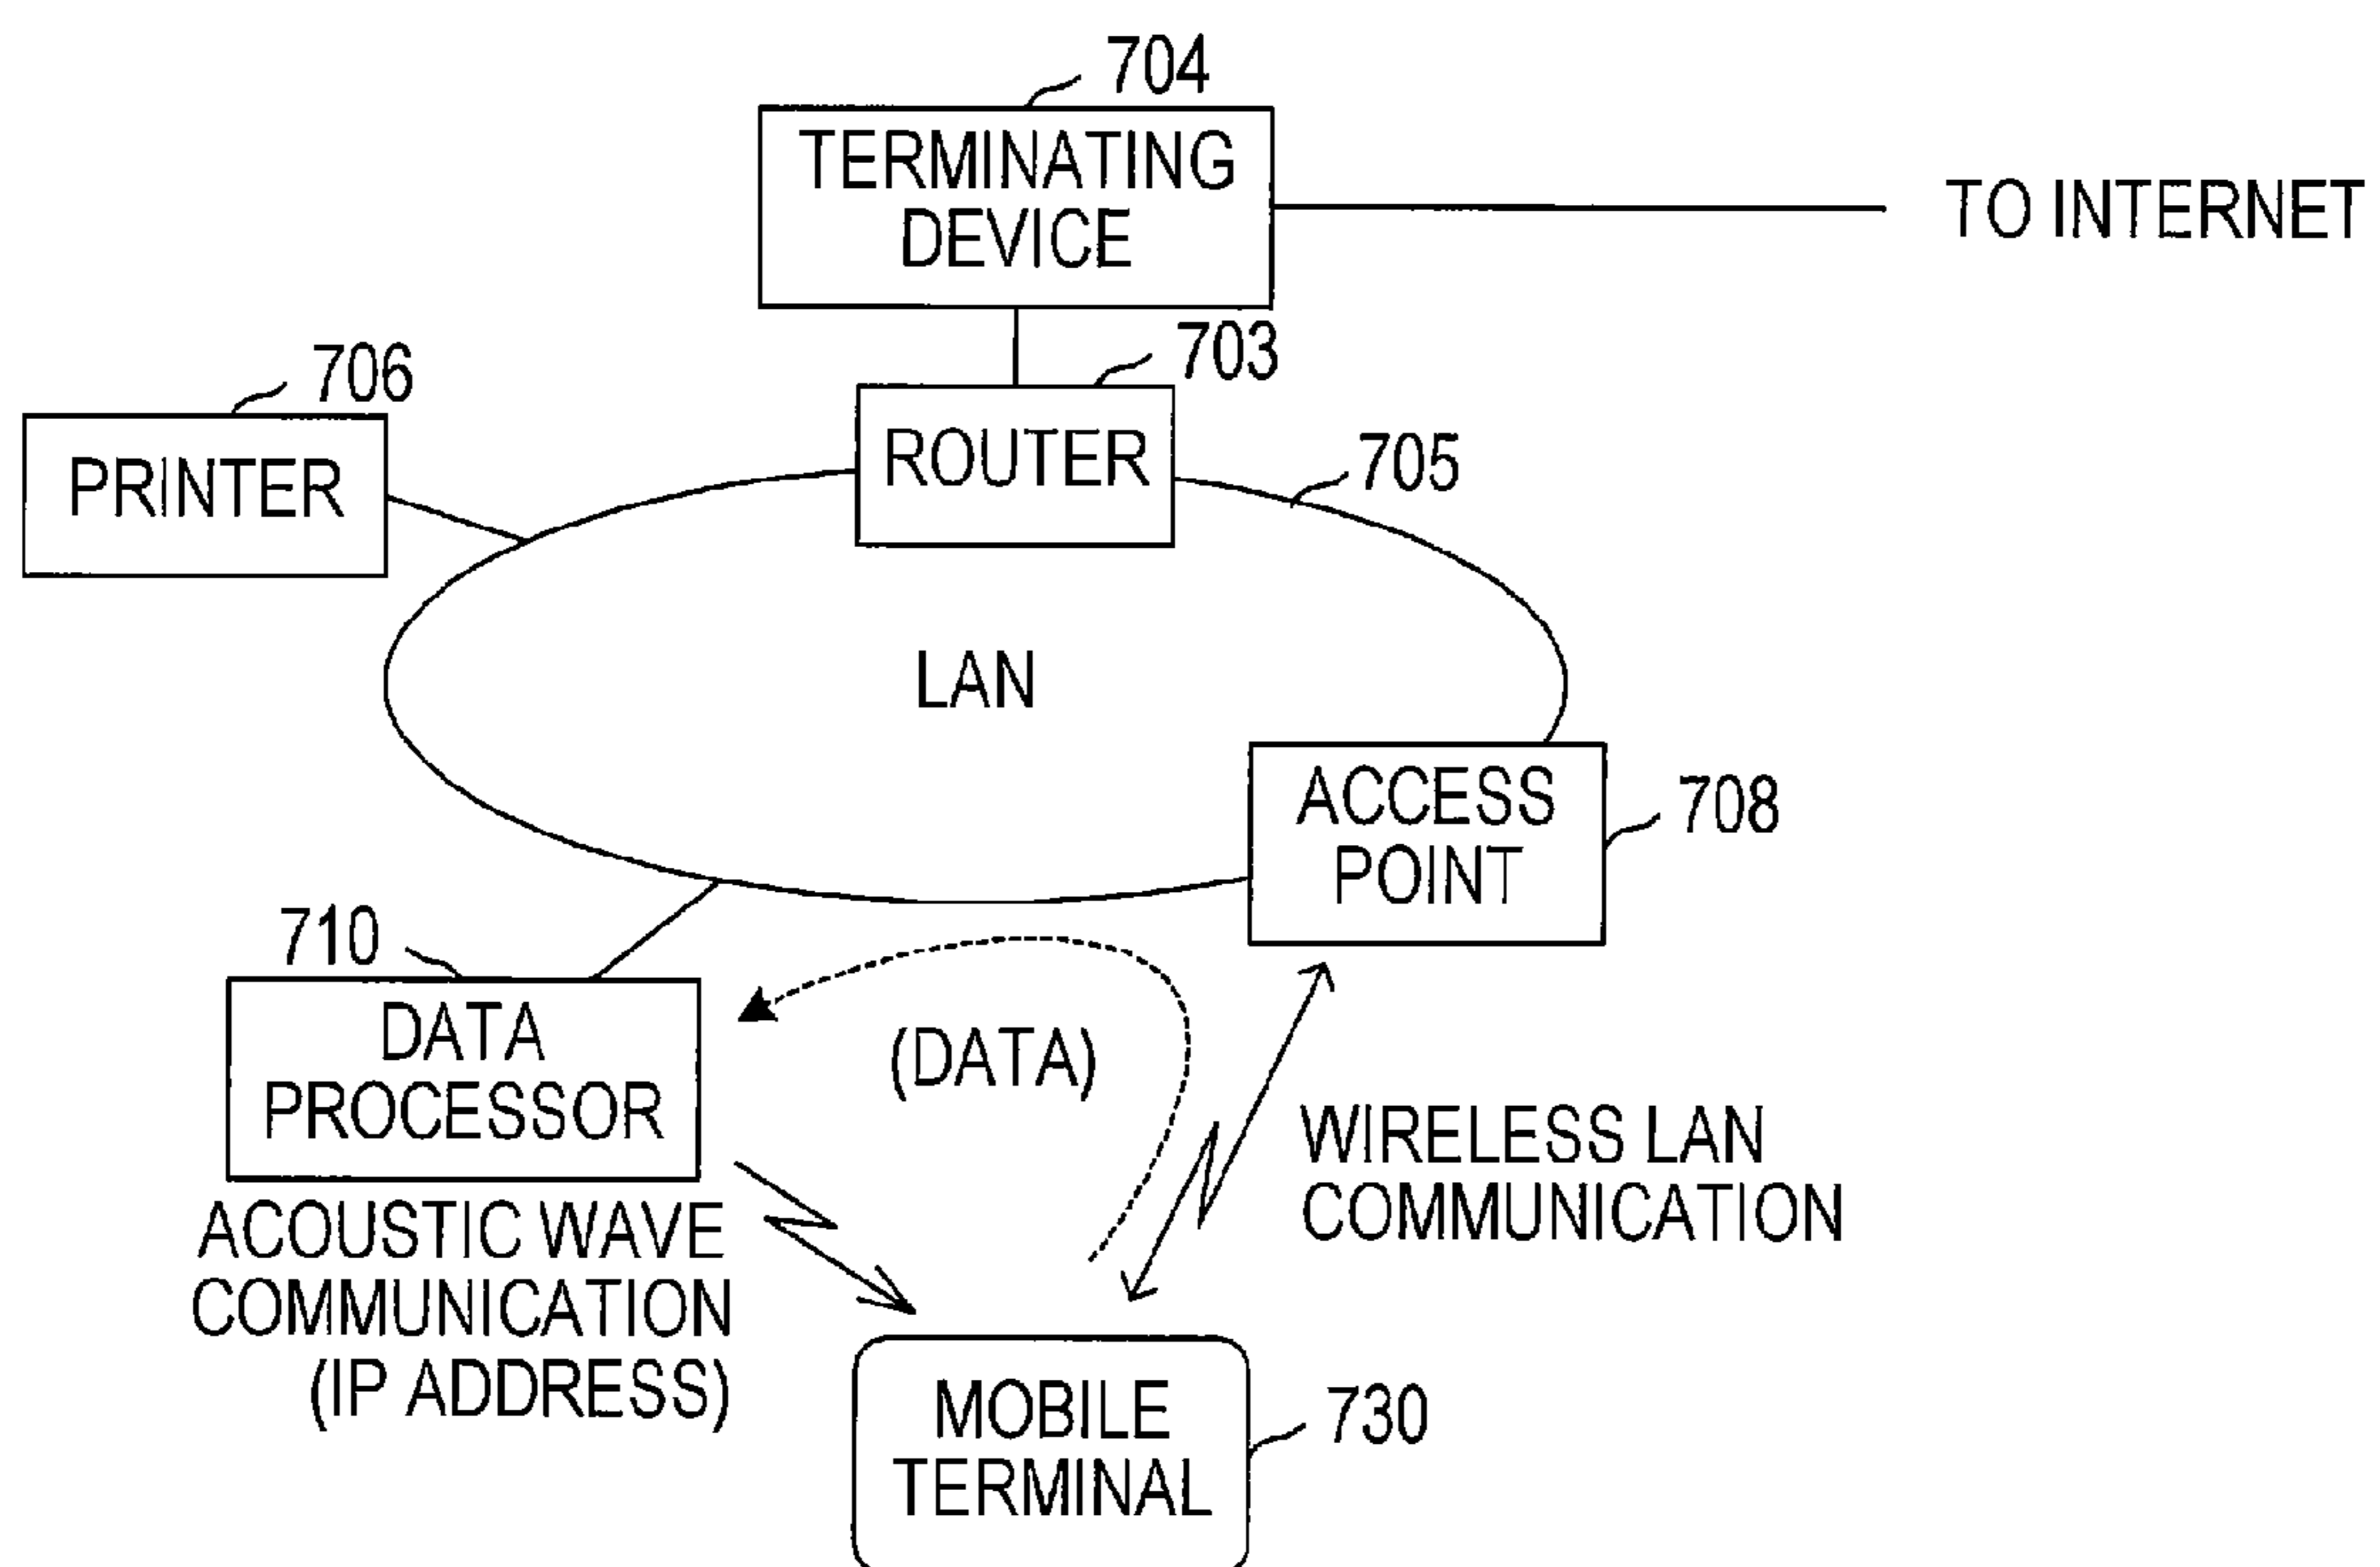 704
TERMINATING
DEVICE
TO INTERNET
703
706
ROUTER
705
PRINTER
LAN
ACCESS
POINT
708
710
DATA
PROCESSOR
(DATA)
WIRELESS LAN
COMMUNICATION
ACOUSTIC WAVE
COMMUNICATION
(IP ADDRESS)
MOBILE
TERMINAL
730